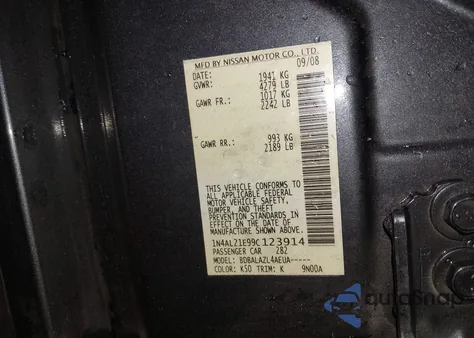 MFD BY NISSAN MOTOR CO., LTD.
DATE: 09/08
GVWR: 1941 KG
4279 LB
GAWR FR.: 1017 KG
2242 LB
GAWR RR.: 993 KG
2189 LB
THIS VEHICLE CONFORMS TO
ALL APPLICABLE FEDERAL
MOTOR VEHICLE SAFETY,
BUMPER, AND THEFT
PREVENTION STANDARDS IN
EFFECT ON THE DATE OF
MANUFACTURE SHOWN ABOVE.
1N4AL21E99C123914
PASSENGER CAR 282
MODEL: BDBALAZL4AEUA-----
COLOR: K50 TRIM: K 9N00A
autoSnap